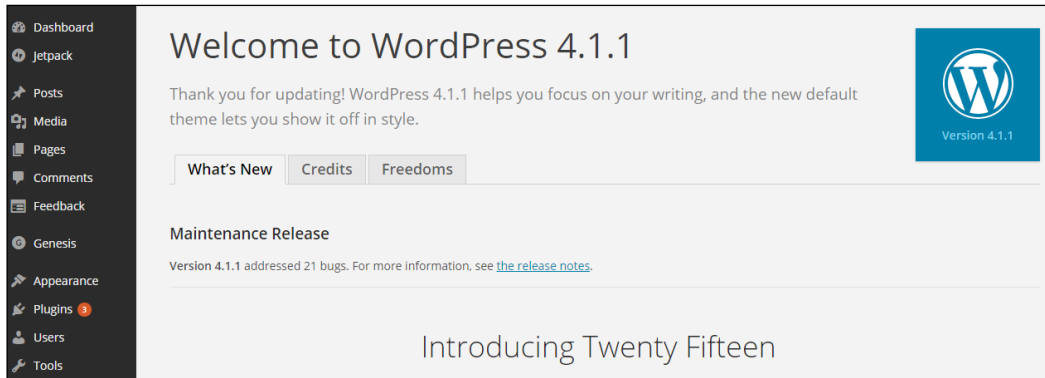 Dashboard
Jetpack
Posts
Media
Pages
Comments
Feedback
Genesis
Appearance
Plugins 3
Users
Tools
Welcome to WordPress 4.1.1
Thank you for updating! WordPress 4.1.1 helps you focus on your writing, and the new default
theme lets you show it off in style.
Version 4.1.1
What's New Credits Freedoms
Maintenance Release
Version 4.1.1 addressed 21 bugs. For more information, see the release notes.
Introducing Twenty Fifteen